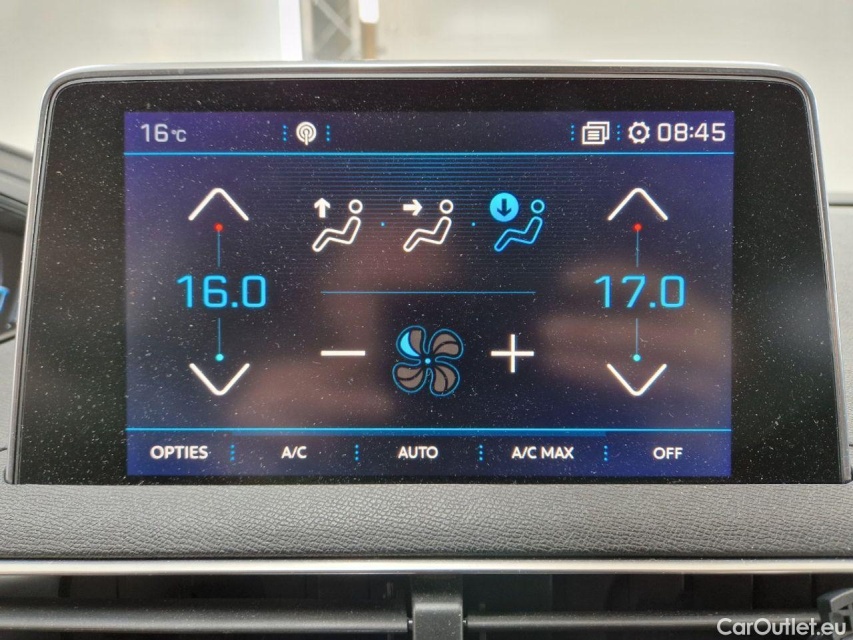 16°C 08:45
16.0 17.0
OPTIES A/C AUTO A/C MAX OFF
CarOutlet.eu